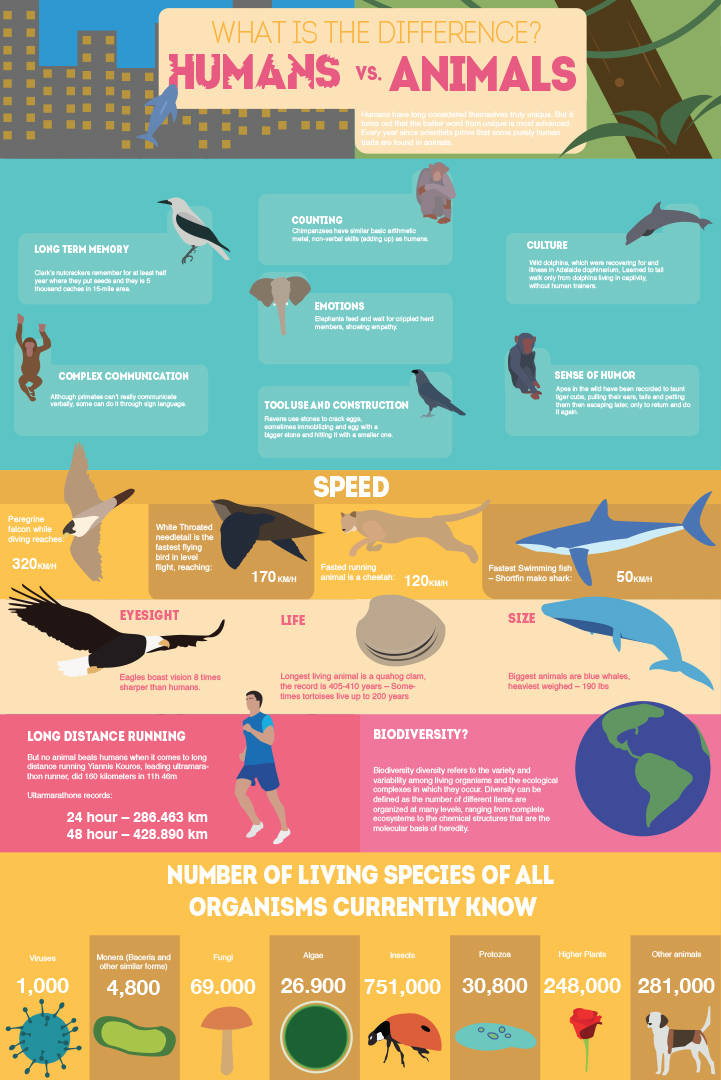 WHAT IS THE DIFFERENCE?
HUMANS VS. ANIMALS
Humans have long considered themselves truly unique. But it
turns out that the better word from unique is most advanced.
Every year since scientists prove that some purely human
traits are found in animals.
LONG TERM MEMORY
Clerk's nutcrackers remember for at least half
year where they put seeds and they is 5
thousand caches in 15-mile area.
COUNTING
Chimpanzees have similar basic arithmetic
metal, non-verbal skills (adding up) as humans.
CULTURE
Wild dolphins, which were recovering for and
illness in Adelaide dophinarium, Learned to tail
walk only from dolphins living in captivity,
without human trainers.
EMOTIONS
Elephants feed and wait for crippled herd
members, showing empathy.
COMPLEX COMMUNICATION
Although primates can't really communicate
verbally, some can do it through sign language.
TOOL USE AND CONSTRUCTION
Ravens use stones to crack eggs,
sometimes immobilizing and egg with a
bigger stone and hitting it with a smaller one.
SENSE OF HUMOR
Apes in the wild have been recorded to taunt
tiger cubs, pulling their ears, tails and patting
them then escaping later, only to return and do
it again.
SPEED
Peregrine
falcon while
diving reaches:
320KM/H
White Throated
needletail is the
fastest flying
bird in level
flight, reaching:
170 KM/H
Fasted running
animal is a cheetah:
120KM/H
Fastest Swimming fish
– Shortfin mako shark:
50KM/H
EYESIGHT
Eagles boast vision 8 times
sharper than humans.
LIFE
Longest living animal is a quahog clam,
the record is 405-410 years – Some-
times tortoises live up to 200 years
SIZE
Biggest animals are blue whales,
heaviest weighed – 190 lbs
LONG DISTANCE RUNNING
But no animal beats humans when it comes to long
distance running Yiannis Kouros, leading ultramara-
thon runner, did 160 kilometers in 11h 46m
Ultarmarathons records:
24 hour – 286.463 km
48 hour – 428.890 km
BIODIVERSITY?
Biodiversity diversity refers to the variety and
variability among living organisms and the ecological
complexes in which they occur. Diversity can be
defined as the number of different items are
organized at many levels, ranging from complete
ecosystems to the chemical structures that are the
molecular basis of heredity.
NUMBER OF LIVING SPECIES OF ALL
ORGANISMS CURRENTLY KNOW
Viruses
1,000
Monera (Baceria and
other similar forms)
4,800
Fungi
69.000
Algae
26.900
Insects
751,000
Protozoa
30,800
Higher Plants
248,000
Other animals
281,000